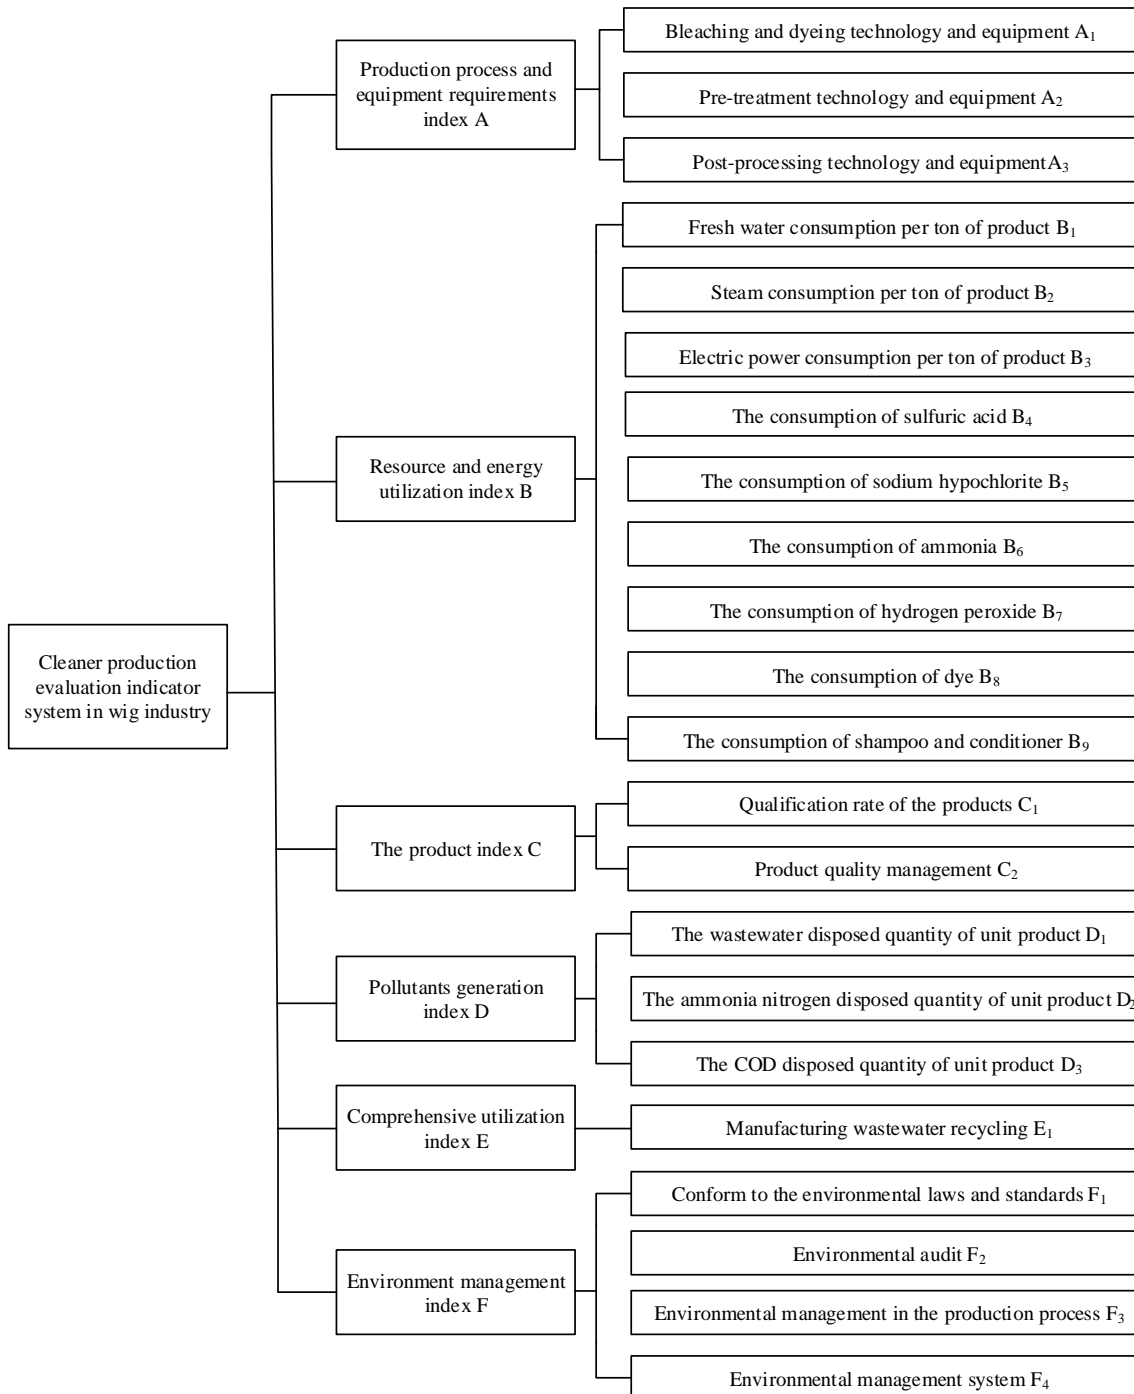 Cleaner production
evaluation indicator
system in wig industry
Production process and
equipment requirements
index A
Bleaching and dyeing technology and equipment A₁
Pre-treatment technology and equipment A₂
Post-processing technology and equipmentA₃
Resource and energy
utilization index B
Fresh water consumption per ton of product B₁
Steam consumption per ton of product B₂
Electric power consumption per ton of product B₃
The consumption of sulfuric acid B₄
The consumption of sodium hypochlorite B₅
The consumption of ammonia B₆
The consumption of hydrogen peroxide B₇
The consumption of dye B₈
The consumption of shampoo and conditioner B₉
The product index C
Qualification rate of the products C₁
Product quality management C₂
Pollutants generation
index D
The wastewater disposed quantity of unit product D₁
The ammonia nitrogen disposed quantity of unit product D₂
The COD disposed quantity of unit product D₃
Comprehensive utilization
index E
Manufacturing wastewater recycling E₁
Environment management
index F
Conform to the environmental laws and standards F₁
Environmental audit F₂
Environmental management in the production process F₃
Environmental management system F₄